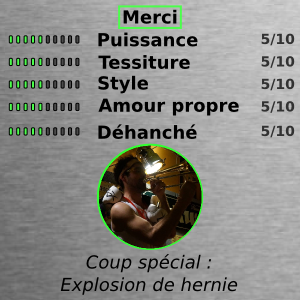 Merci
Puissance 5/10
Tessiture 5/10
Style 5/10
Amour propre 5/10
Déhanché 5/10
Coup spécial :
Explosion de hernie